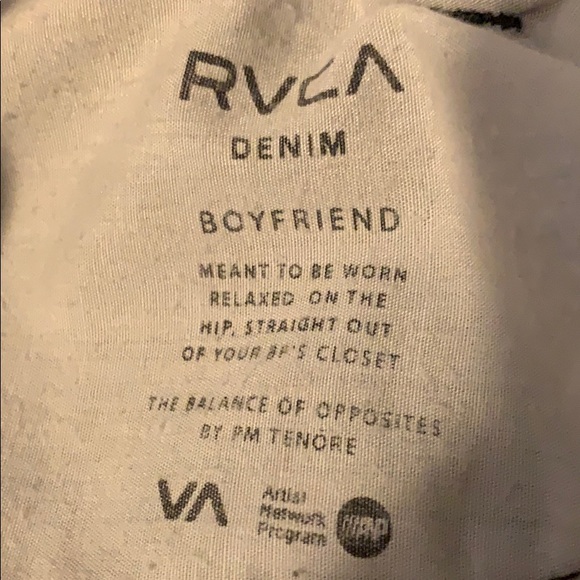 RVCA
DENIM
BOYFRIEND
MEANT TO BE WORN
RELAXED ON THE
HIP, STRAIGHT OUT
OF YOUR BF'S CLOSET
THE BALANCE OF OPPOSITES
BY PM TENORE
VA
Artist
Network
Program